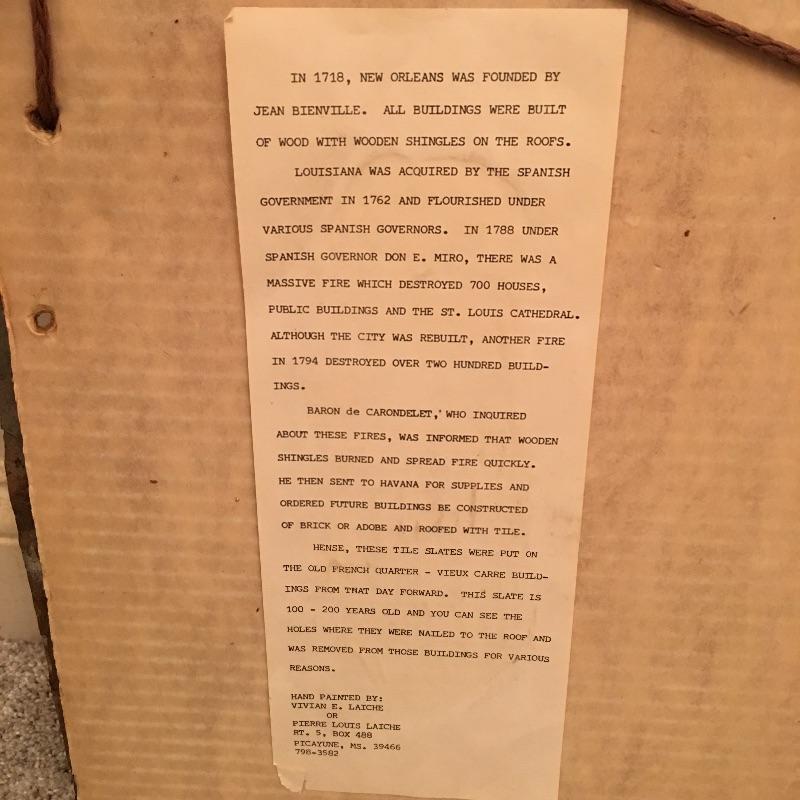 IN 1718, NEW ORLEANS WAS FOUNDED BY
JEAN BIENVILLE. ALL BUILDINGS WERE BUILT
OF WOOD WITH WOODEN SHINGLES ON THE ROOFS.
LOUISIANA WAS ACQUIRED BY THE SPANISH
GOVERNMENT IN 1762 AND FLOURISHED UNDER
VARIOUS SPANISH GOVERNORS. IN 1788 UNDER
SPANISH GOVERNOR DON E. MIRO, THERE WAS A
MASSIVE FIRE WHICH DESTROYED 700 HOUSES,
PUBLIC BUILDINGS AND THE ST. LOUIS CATHEDRAL.
ALTHOUGH THE CITY WAS REBUILT, ANOTHER FIRE
IN 1794 DESTROYED OVER TWO HUNDRED BUILD-
INGS.
BARON de CARONDELET, WHO INQUIRED
ABOUT THESE FIRES, WAS INFORMED THAT WOODEN
SHINGLES BURNED AND SPREAD FIRE QUICKLY.
HE THEN SENT TO HAVANA FOR SUPPLIES AND
ORDERED FUTURE BUILDINGS BE CONSTRUCTED
OF BRICK OR ADOBE AND ROOFED WITH TILE.
HENSE, THESE TILE SLATES WERE PUT ON
THE OLD FRENCH QUARTER - VIEUX CARRE BUILD-
INGS FROM THAT DAY FORWARD. THIS SLATE IS
100 - 200 YEARS OLD AND YOU CAN SEE THE
HOLES WHERE THEY WERE NAILED TO THE ROOF AND
WAS REMOVED FROM THOSE BUILDINGS FOR VARIOUS
REASONS.
HAND PAINTED BY:
VIVIAN E. LAICHE
OR
PIERRE LOUIS LAICHE
RT. 5, BOX 488
PICAYUNE, MS. 39466
798-3582